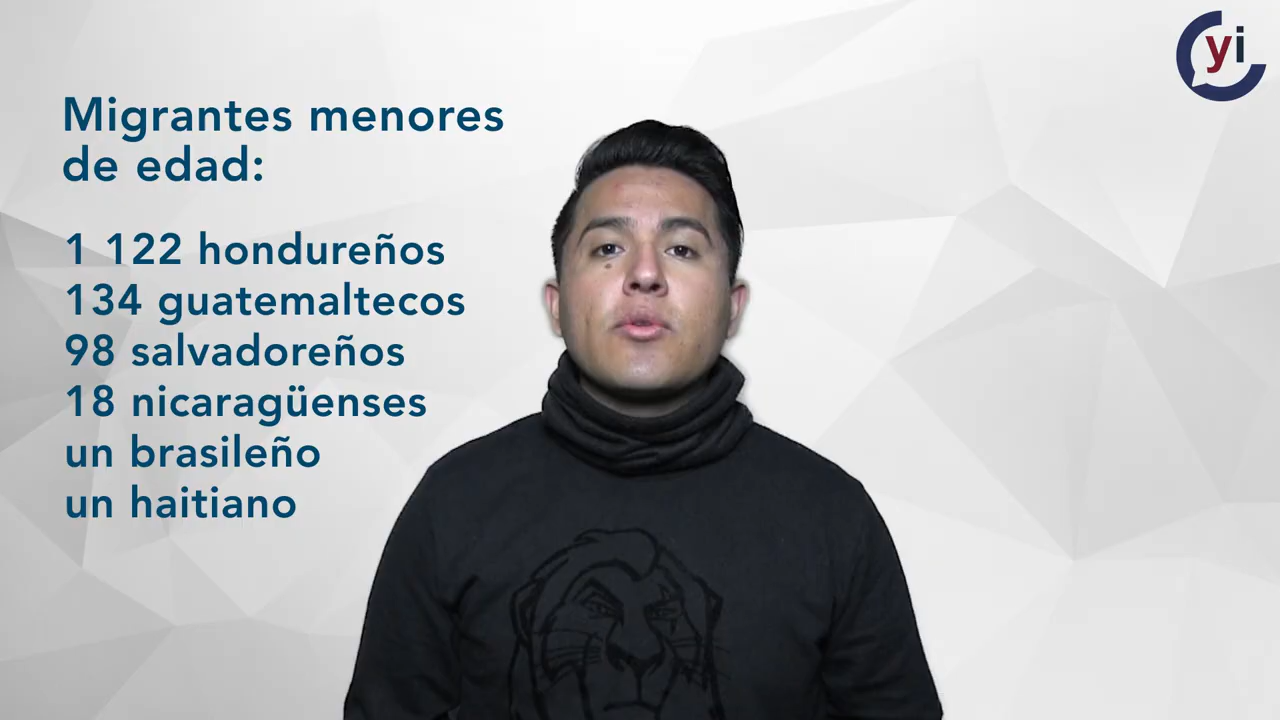 yi
Migrantes menores
de edad:
1 122 hondureños
134 guatemaltecos
98 salvadoreños
18 nicaragüenses
un brasileño
un haitiano